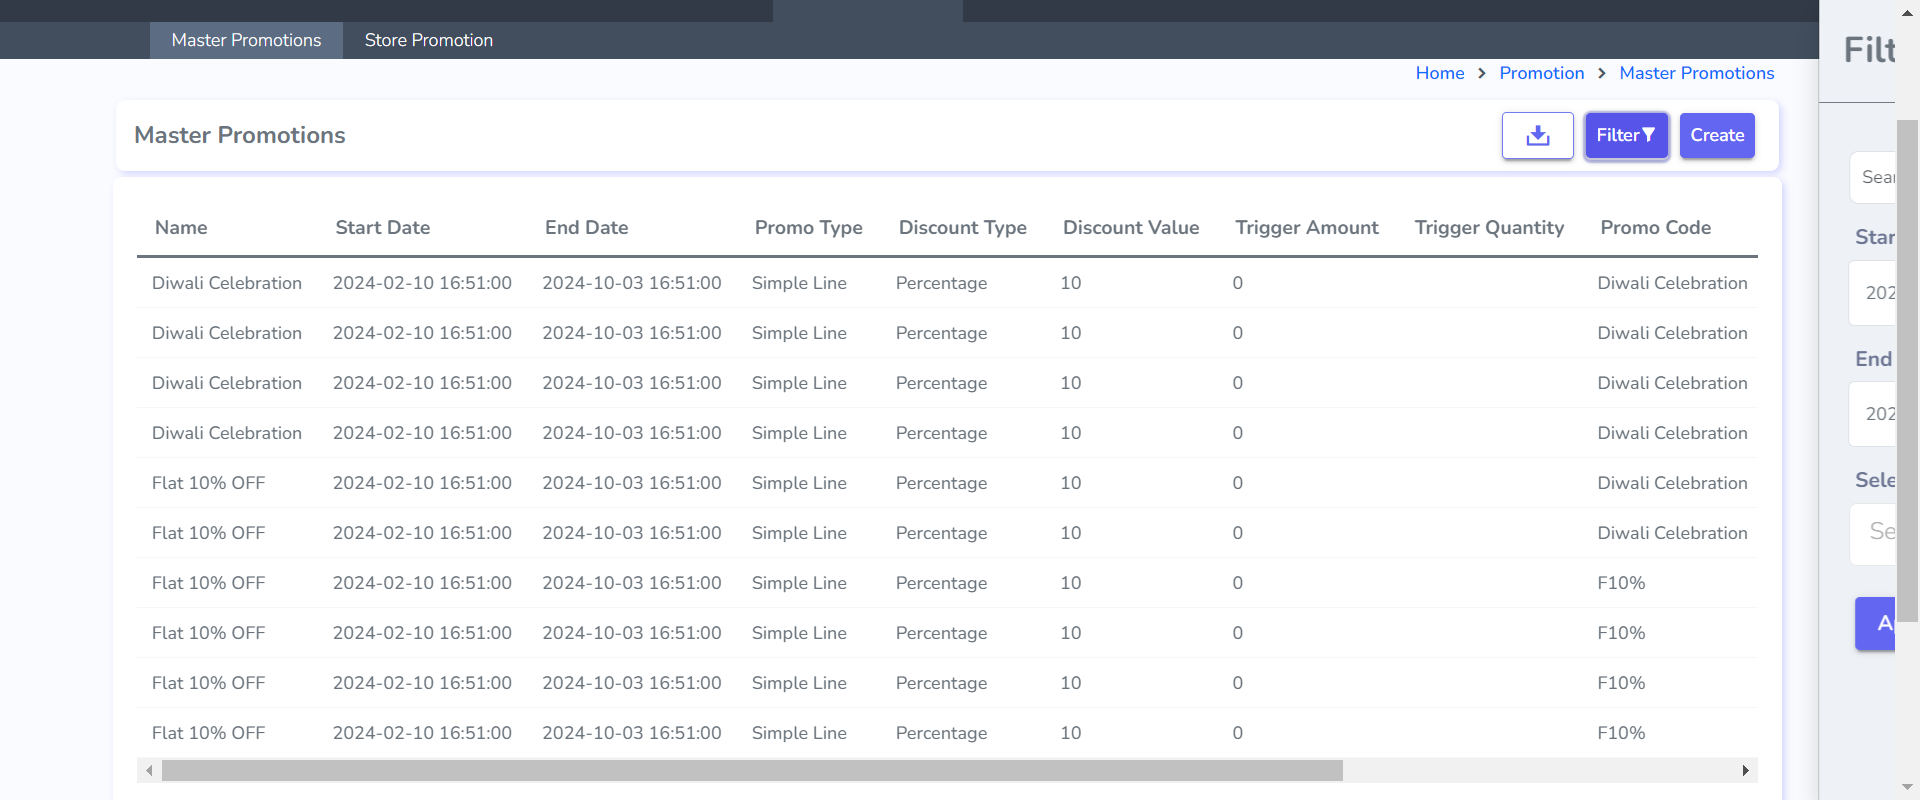 Master Promotions Store Promotion
Home > Promotion > Master Promotions
Master Promotions Filter Create
Name Start Date End Date Promo Type Discount Type Discount Value Trigger Amount Trigger Quantity Promo Code
Diwali Celebration 2024-02-10 16:51:00 2024-10-03 16:51:00 Simple Line Percentage 10 0 Diwali Celebration
Diwali Celebration 2024-02-10 16:51:00 2024-10-03 16:51:00 Simple Line Percentage 10 0 Diwali Celebration
Diwali Celebration 2024-02-10 16:51:00 2024-10-03 16:51:00 Simple Line Percentage 10 0 Diwali Celebration
Diwali Celebration 2024-02-10 16:51:00 2024-10-03 16:51:00 Simple Line Percentage 10 0 Diwali Celebration
Flat 10% OFF 2024-02-10 16:51:00 2024-10-03 16:51:00 Simple Line Percentage 10 0 Diwali Celebration
Flat 10% OFF 2024-02-10 16:51:00 2024-10-03 16:51:00 Simple Line Percentage 10 0 Diwali Celebration
Flat 10% OFF 2024-02-10 16:51:00 2024-10-03 16:51:00 Simple Line Percentage 10 0 F10%
Flat 10% OFF 2024-02-10 16:51:00 2024-10-03 16:51:00 Simple Line Percentage 10 0 F10%
Flat 10% OFF 2024-02-10 16:51:00 2024-10-03 16:51:00 Simple Line Percentage 10 0 F10%
Flat 10% OFF 2024-02-10 16:51:00 2024-10-03 16:51:00 Simple Line Percentage 10 0 F10%
End